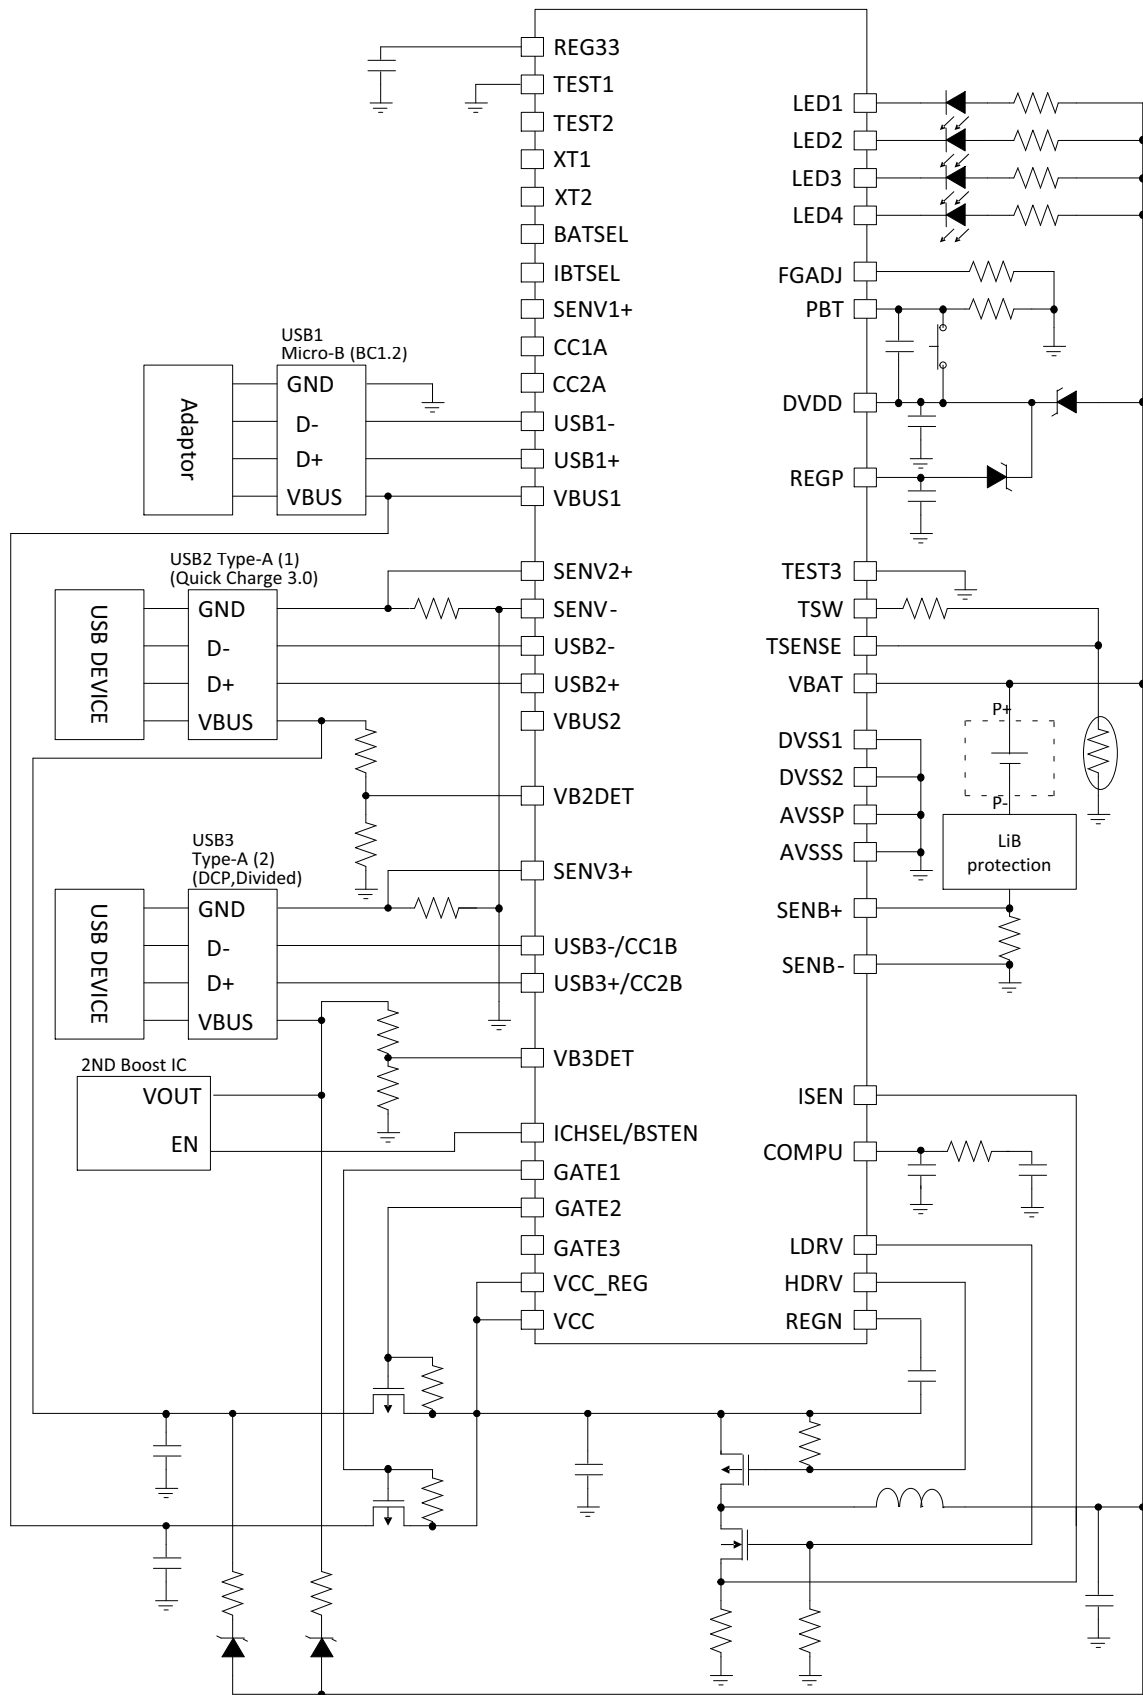 REG33
TEST1
TEST2
XT1
XT2
BATSEL
IBTSEL
SENV1+
CC1A
CC2A
USB1-
USB1+
VBUS1
SENV2+
SENV-
USB2-
USB2+
VBUS2
VB2DET
SENV3+
USB3-/CC1B
USB3+/CC2B
VB3DET
ICHSEL/BSTEN
GATE1
GATE2
GATE3
VCC_REG
VCC
LED1
LED2
LED3
LED4
FGADJ
PBT
DVDD
REGP
TEST3
TSW
TSENSE
VBAT
DVSS1
DVSS2
AVSSP
AVSSS
SENB+
SENB-
ISEN
COMPU
LDRV
HDRV
REGN
USB1
Micro-B (BC1.2)
Adaptor
GND
D-
D+
VBUS
USB2 Type-A (1)
(Quick Charge 3.0)
USB DEVICE
GND
D-
D+
VBUS
USB3
Type-A (2)
(DCP,Divided)
USB DEVICE
GND
D-
D+
VBUS
2ND Boost IC
VOUT
EN
P+
P-
LiB
protection